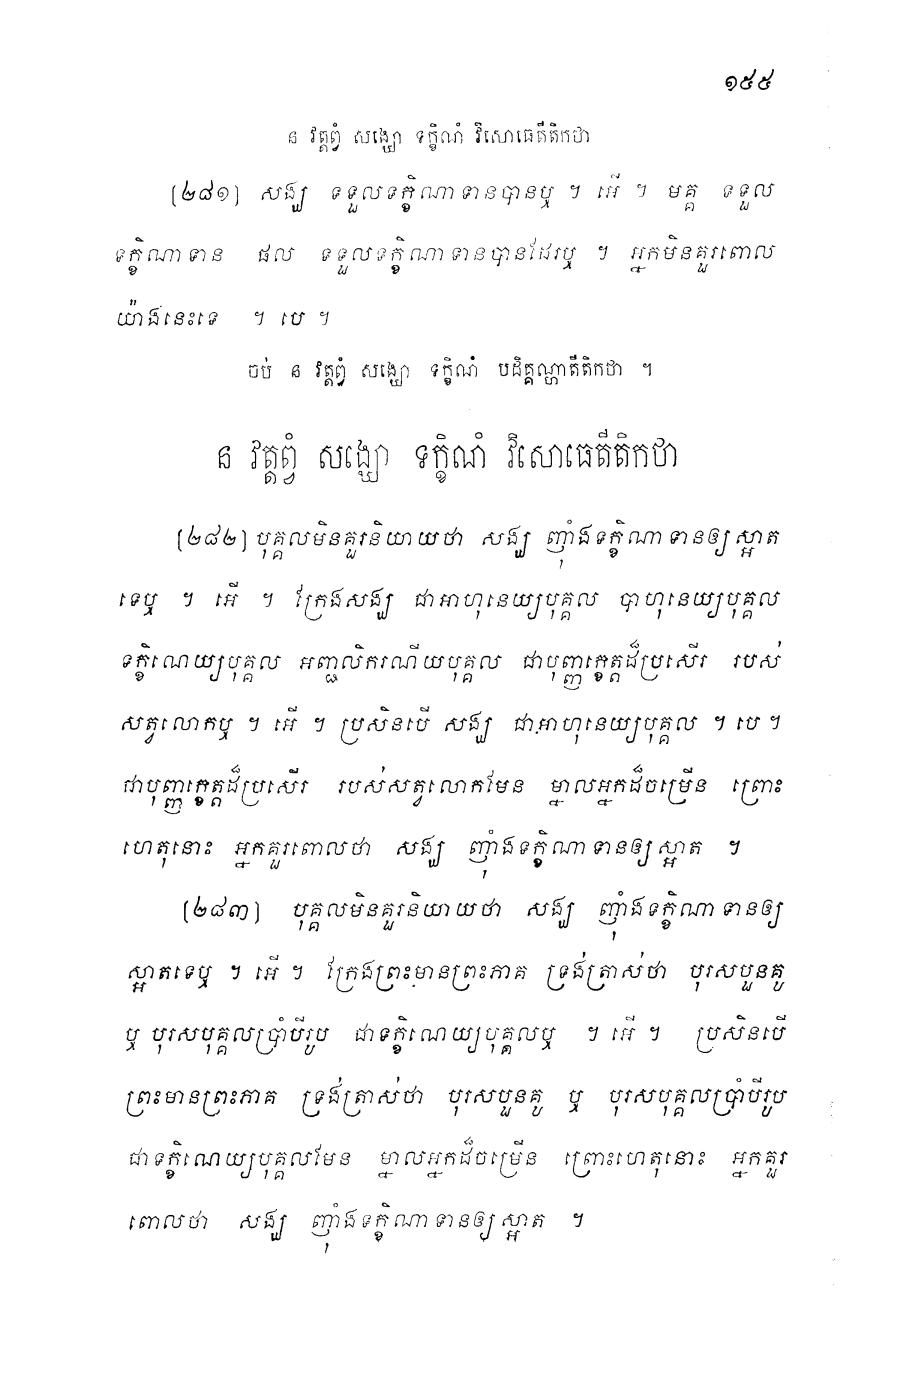 ១៥៥
ន វត្តព្វំ សង្ឃោ ទក្ខិណំ វិសោធេតីតិកថា
(២៨១) សង្ឃ ទទួលទក្ខិណាទានបានឬ ។ អើ ។ មគ្គ ទទួល
ទក្ខិណាទាន ផល ទទួលទក្ខិណាទានបានដែរឬ ។ អ្នកមិនគួរពោល
យ៉ាងនេះទេ ។ បេ ។
ចប់ ន វត្តព្វំ សង្ឃោ ទក្ខិណំ បដិគ្គណ្ហាតីតិកថា ។
ន វត្តព្វំ សង្ឃោ ទក្ខិណំ វិសោធេតីតិកថា
(២៨២) បុគ្គលមិនគួរនិយាយថា សង្ឃ ញុំាងទក្ខិណាទានឲ្យស្អាត
ទេឬ ។ អើ ។ ក្រែងសង្ឃ ជាអាហុនេយ្យបុគ្គល បាហុនេយ្យបុគ្គល
ទក្ខិណេយ្យបុគ្គល អញ្ជលិករណីយបុគ្គល ជាបុញ្ញក្ខេត្តដ៏ប្រសើរ របស់
សត្វលោកឬ ។ អើ ។ ប្រសិនបើ សង្ឃ ជាអាហុនេយ្យបុគ្គល ។ បេ ។
ជាបុញ្ញក្ខេត្តដ៏ប្រសើរ របស់សត្វលោកមែន ម្នាលអ្នកដ៏ចម្រើន ព្រោះ
ហេតុនោះ អ្នកគួរពោលថា សង្ឃ ញុំាងទក្ខិណាទានឲ្យស្អាត ។
(២៨៣) បុគ្គលមិនគួរនិយាយថា សង្ឃ ញុំាងទក្ខិណាទានឲ្យ
ស្អាតទេឬ ។ អើ ។ ក្រែងព្រះមានព្រះភាគ ទ្រង់ត្រាស់ថា បុរសបួនគូ
ឬ បុរសបុគ្គលប្រាំបីរូប ជាទក្ខិណេយ្យបុគ្គលឬ ។ អើ ។ ប្រសិនបើ
ព្រះមានព្រះភាគ ទ្រង់ត្រាស់ថា បុរសបួនគូ ឬ បុរសបុគ្គលប្រាំបីរូប
ជាទក្ខិណេយ្យបុគ្គលមែន ម្នាលអ្នកដ៏ចម្រើន ព្រោះហេតុនោះ អ្នកគួរ
ពោលថា សង្ឃ ញុំាងទក្ខិណាទានឲ្យស្អាត ។